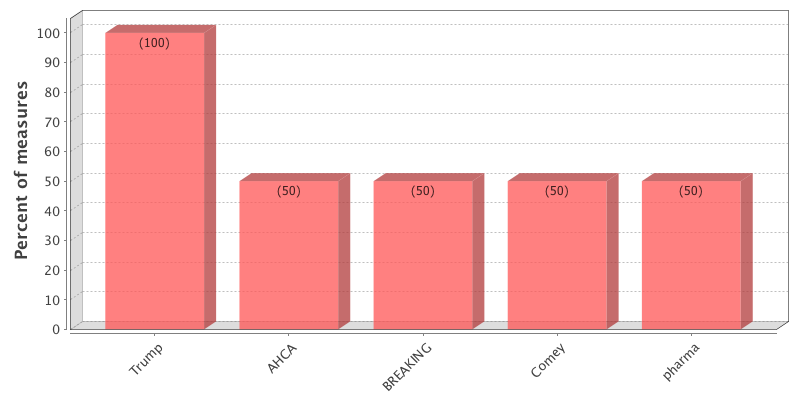 Percent of measures
100
90
80
70
60
50
40
30
20
10
0
(100)
(50)
(50)
(50)
(50)
Trump
AHCA
BREAKING
Comey
pharma